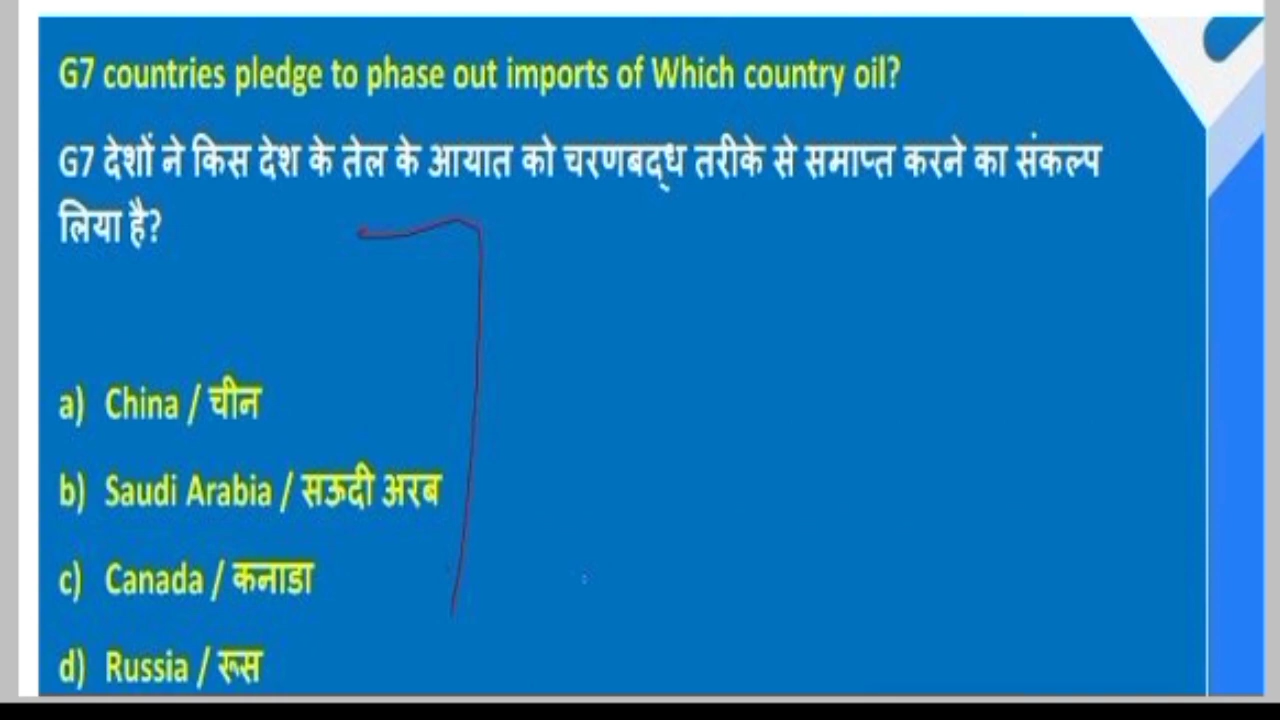 G7 countries pledge to phase out imports of Which country oil?
G7 देशों ने किस देश के तेल के आयात को चरणबद्ध तरीके से समाप्त करने का संकल्प
लिया है?
a) China / चीन
b) Saudi Arabia / सऊदी अरब
c) Canada / कनाडा
d) Russia / रूस